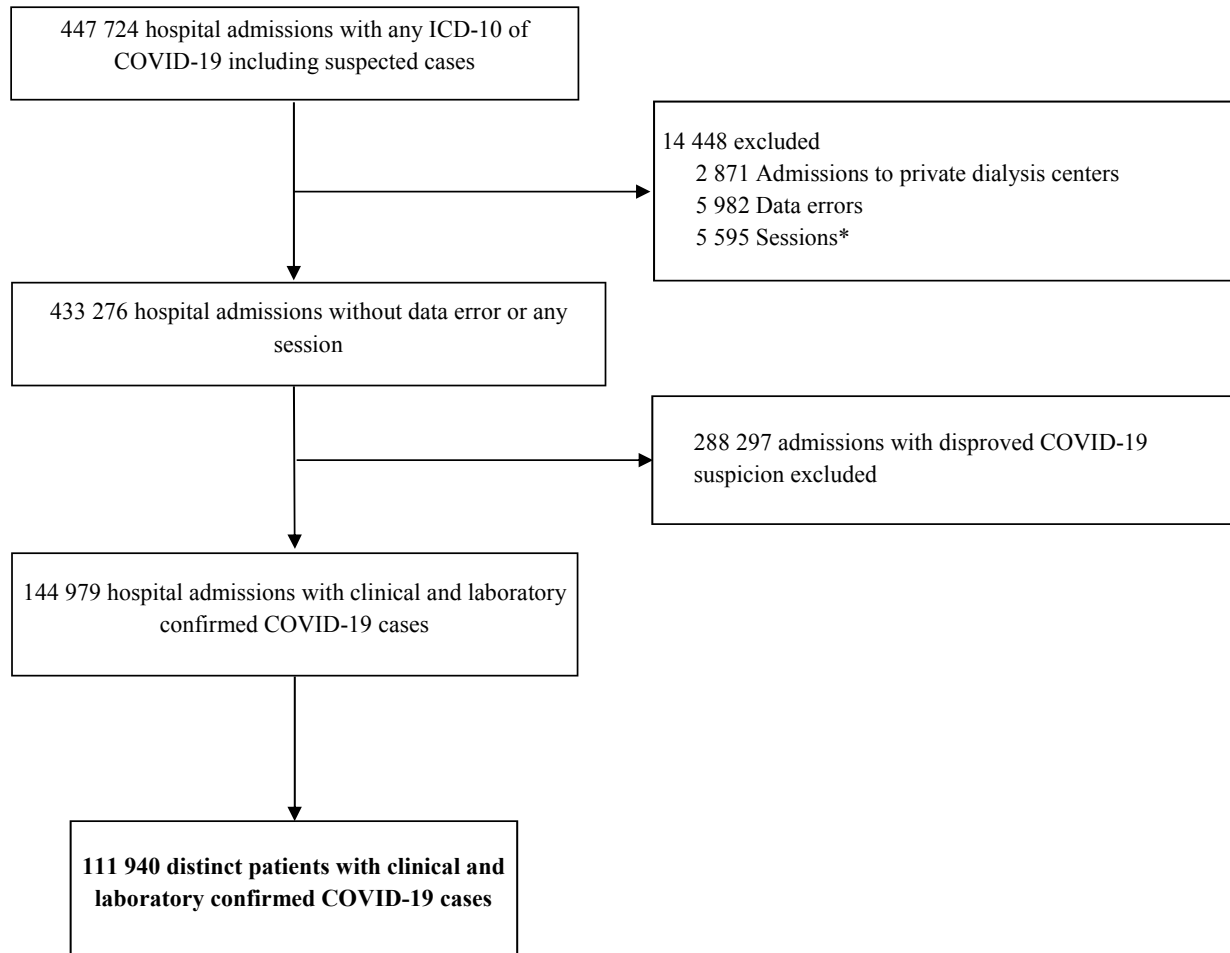 447 724 hospital admissions with any ICD-10 of
COVID-19 including suspected cases
14 448 excluded
2 871 Admissions to private dialysis centers
5 982 Data errors
5 595 Sessions*
433 276 hospital admissions without data error or any
session
288 297 admissions with disproved COVID-19
suspicion excluded
144 979 hospital admissions with clinical and laboratory
confirmed COVID-19 cases
111 940 distinct patients with clinical and
laboratory confirmed COVID-19 cases